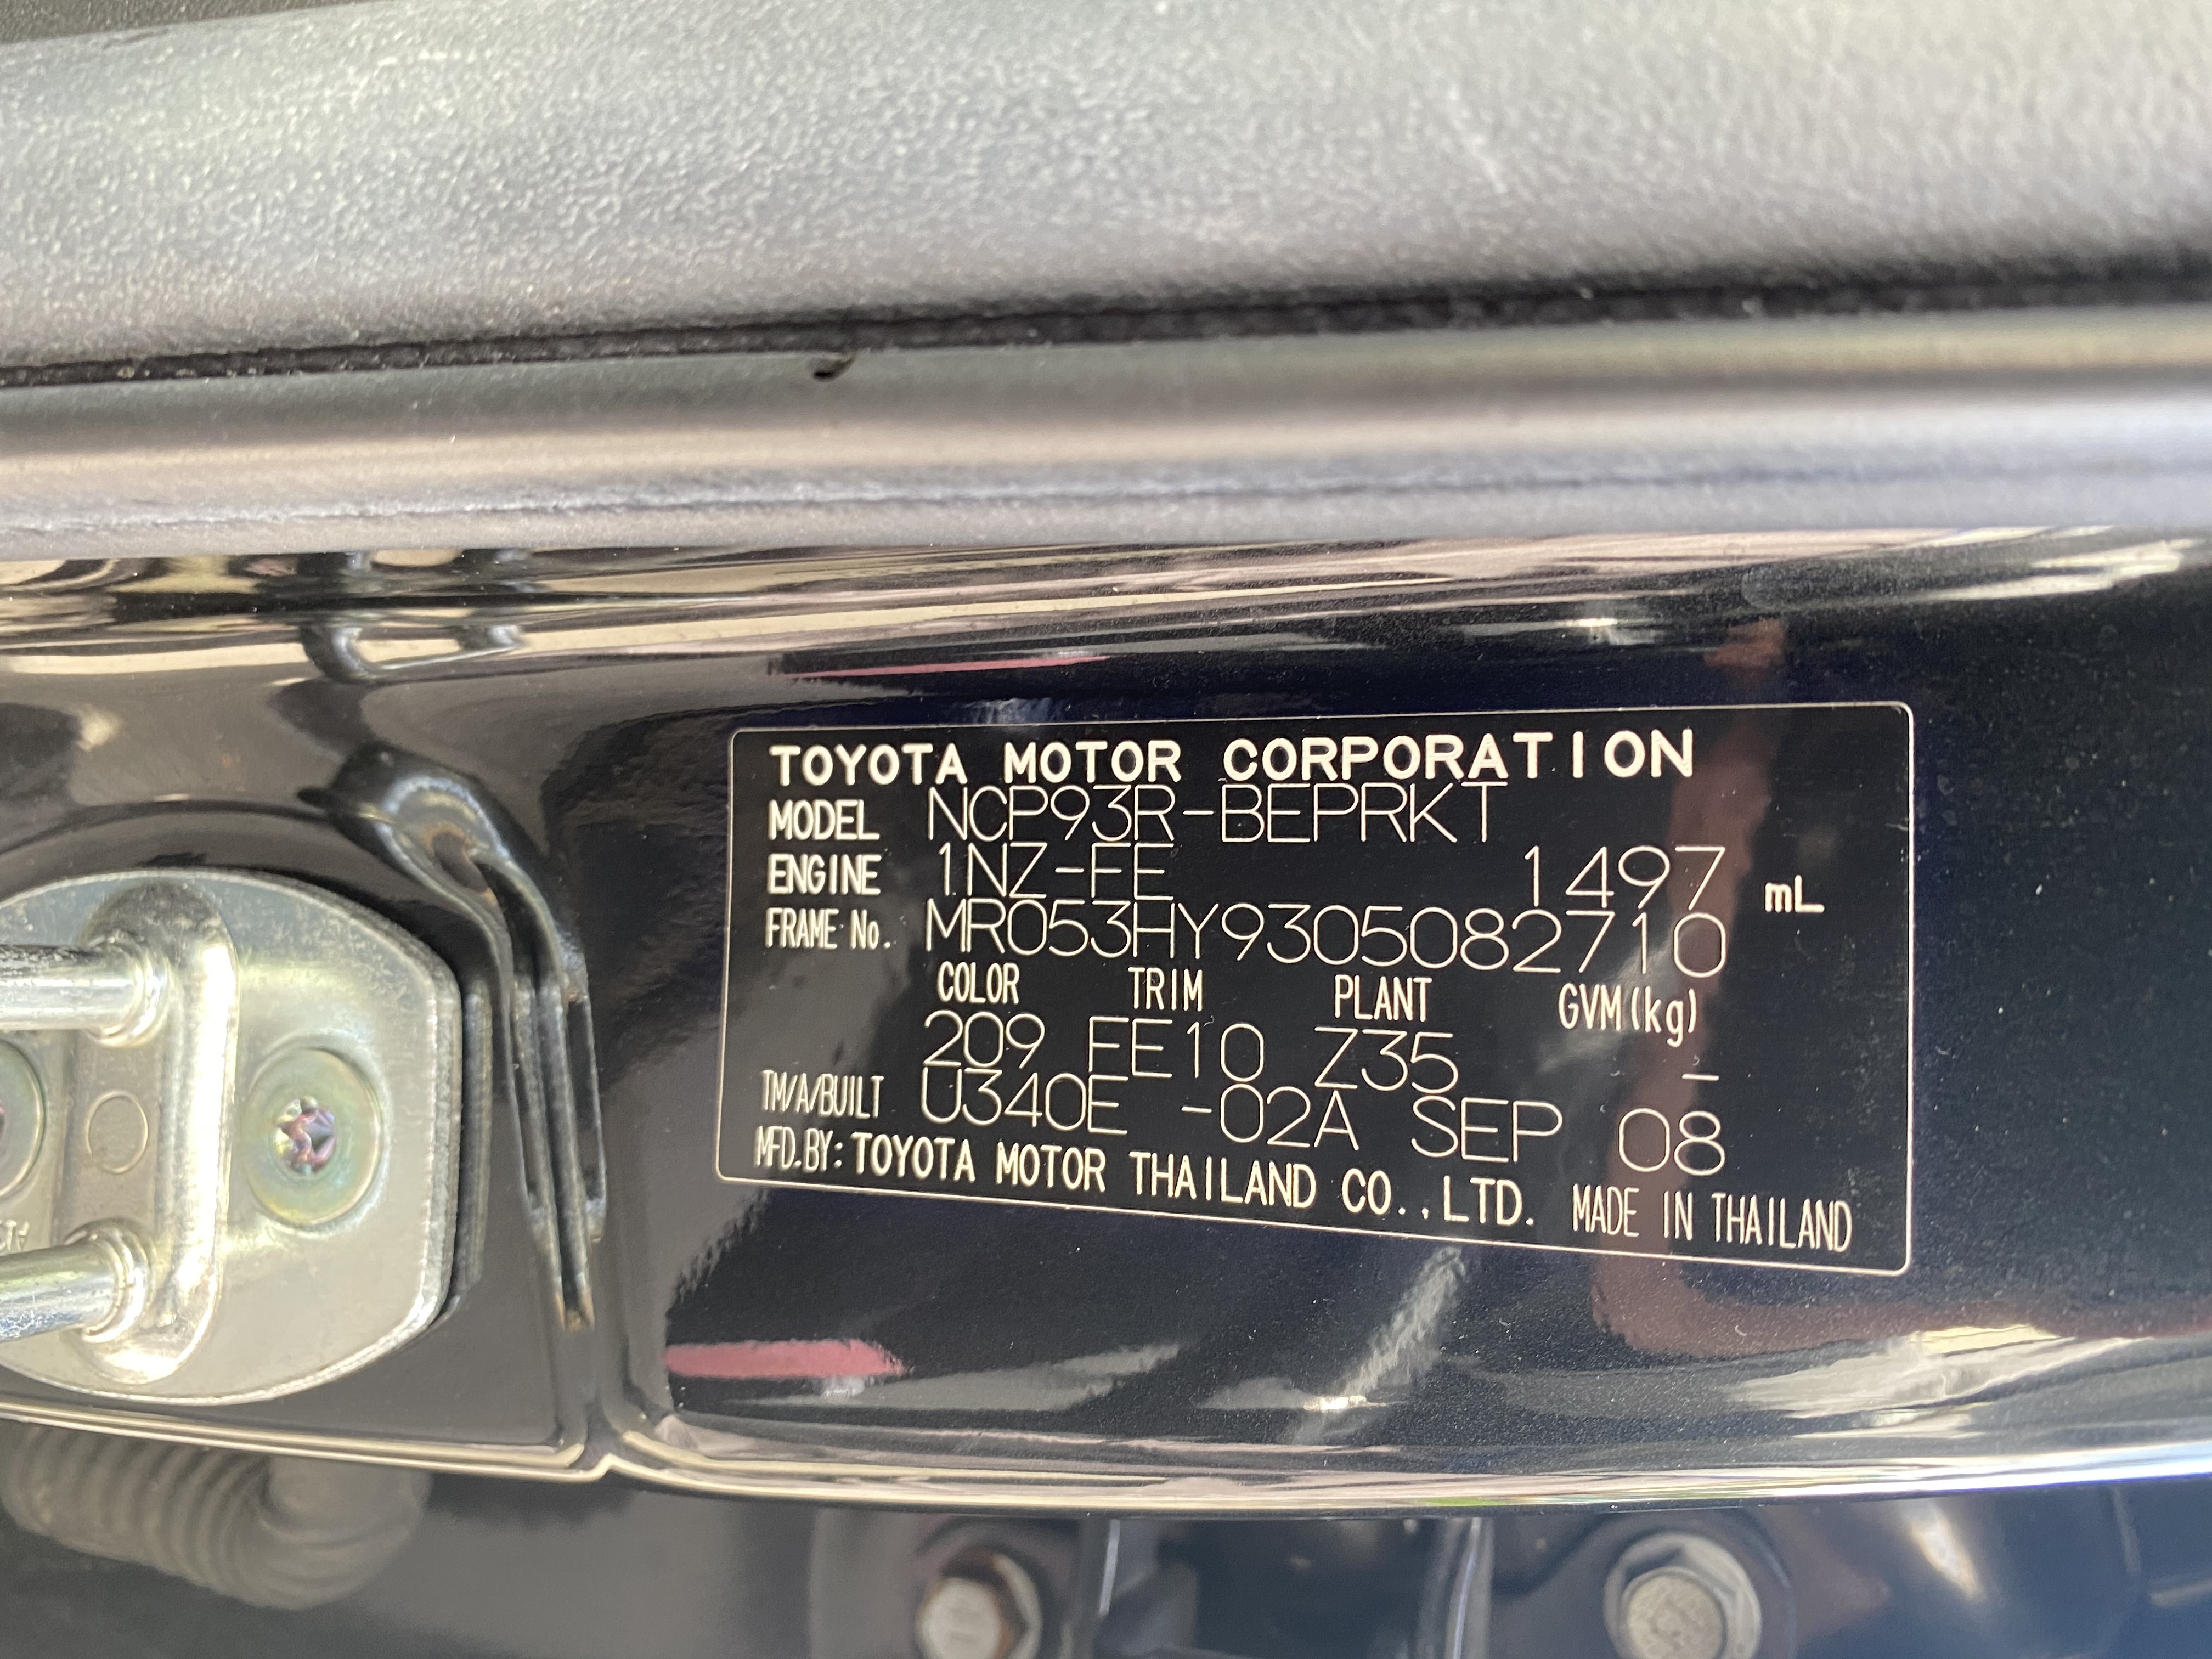 TOYOTA MOTOR CORPORATION
MODEL NCP93R-BEPRKT
ENGINE 1NZ-FE 1497 mL
FRAME No. MR053HY9305082710
COLOR TRIM PLANT GVM(kg)
209 FE10 Z35 -
TM/A/BUILT U340E -02A SEP 08
MFD.BY: TOYOTA MOTOR THAILAND CO.,LTD. MADE IN THAILAND